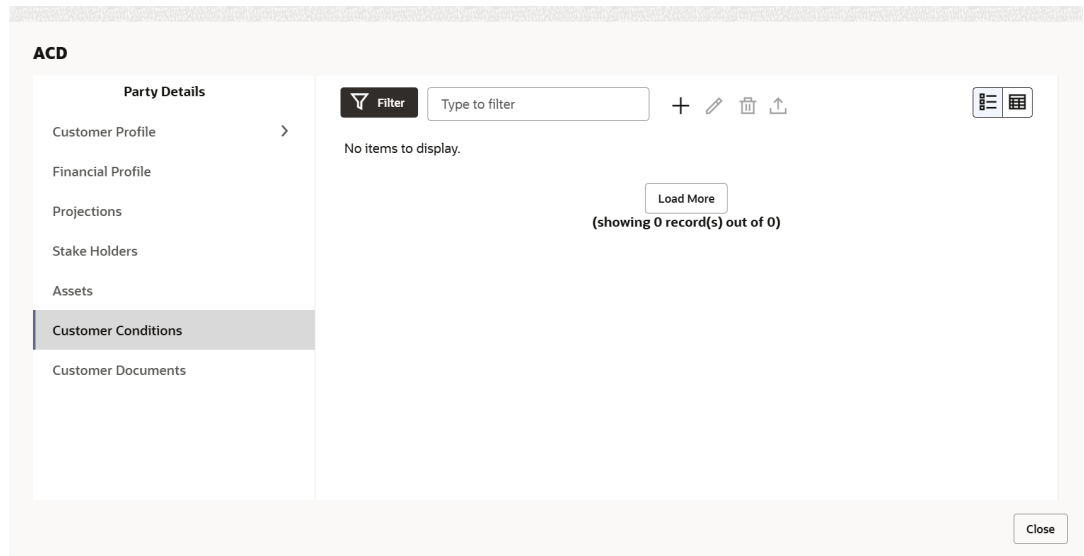 ACD
Party Details
Customer Profile
Financial Profile
Projections
Stake Holders
Assets
Customer Conditions
Customer Documents
Filter
Type to filter
No items to display.
Load More
(showing 0 record(s) out of 0)
Close